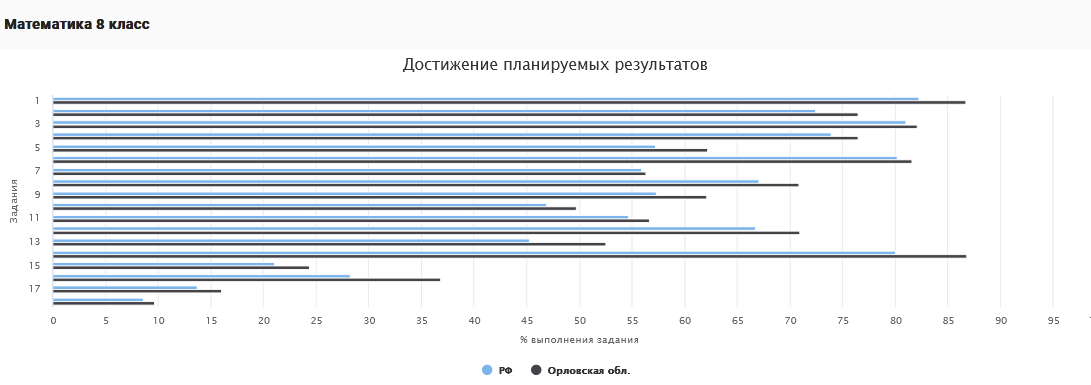 Математика 8 класс
Достижение планируемых результатов
1
3
5
7
9
11
13
15
17
Задания
0 5 10 15 20 25 30 35 40 45 50 55 60 65 70 75 80 85 90 95
% выполнения задания
РФ Орловская обл.